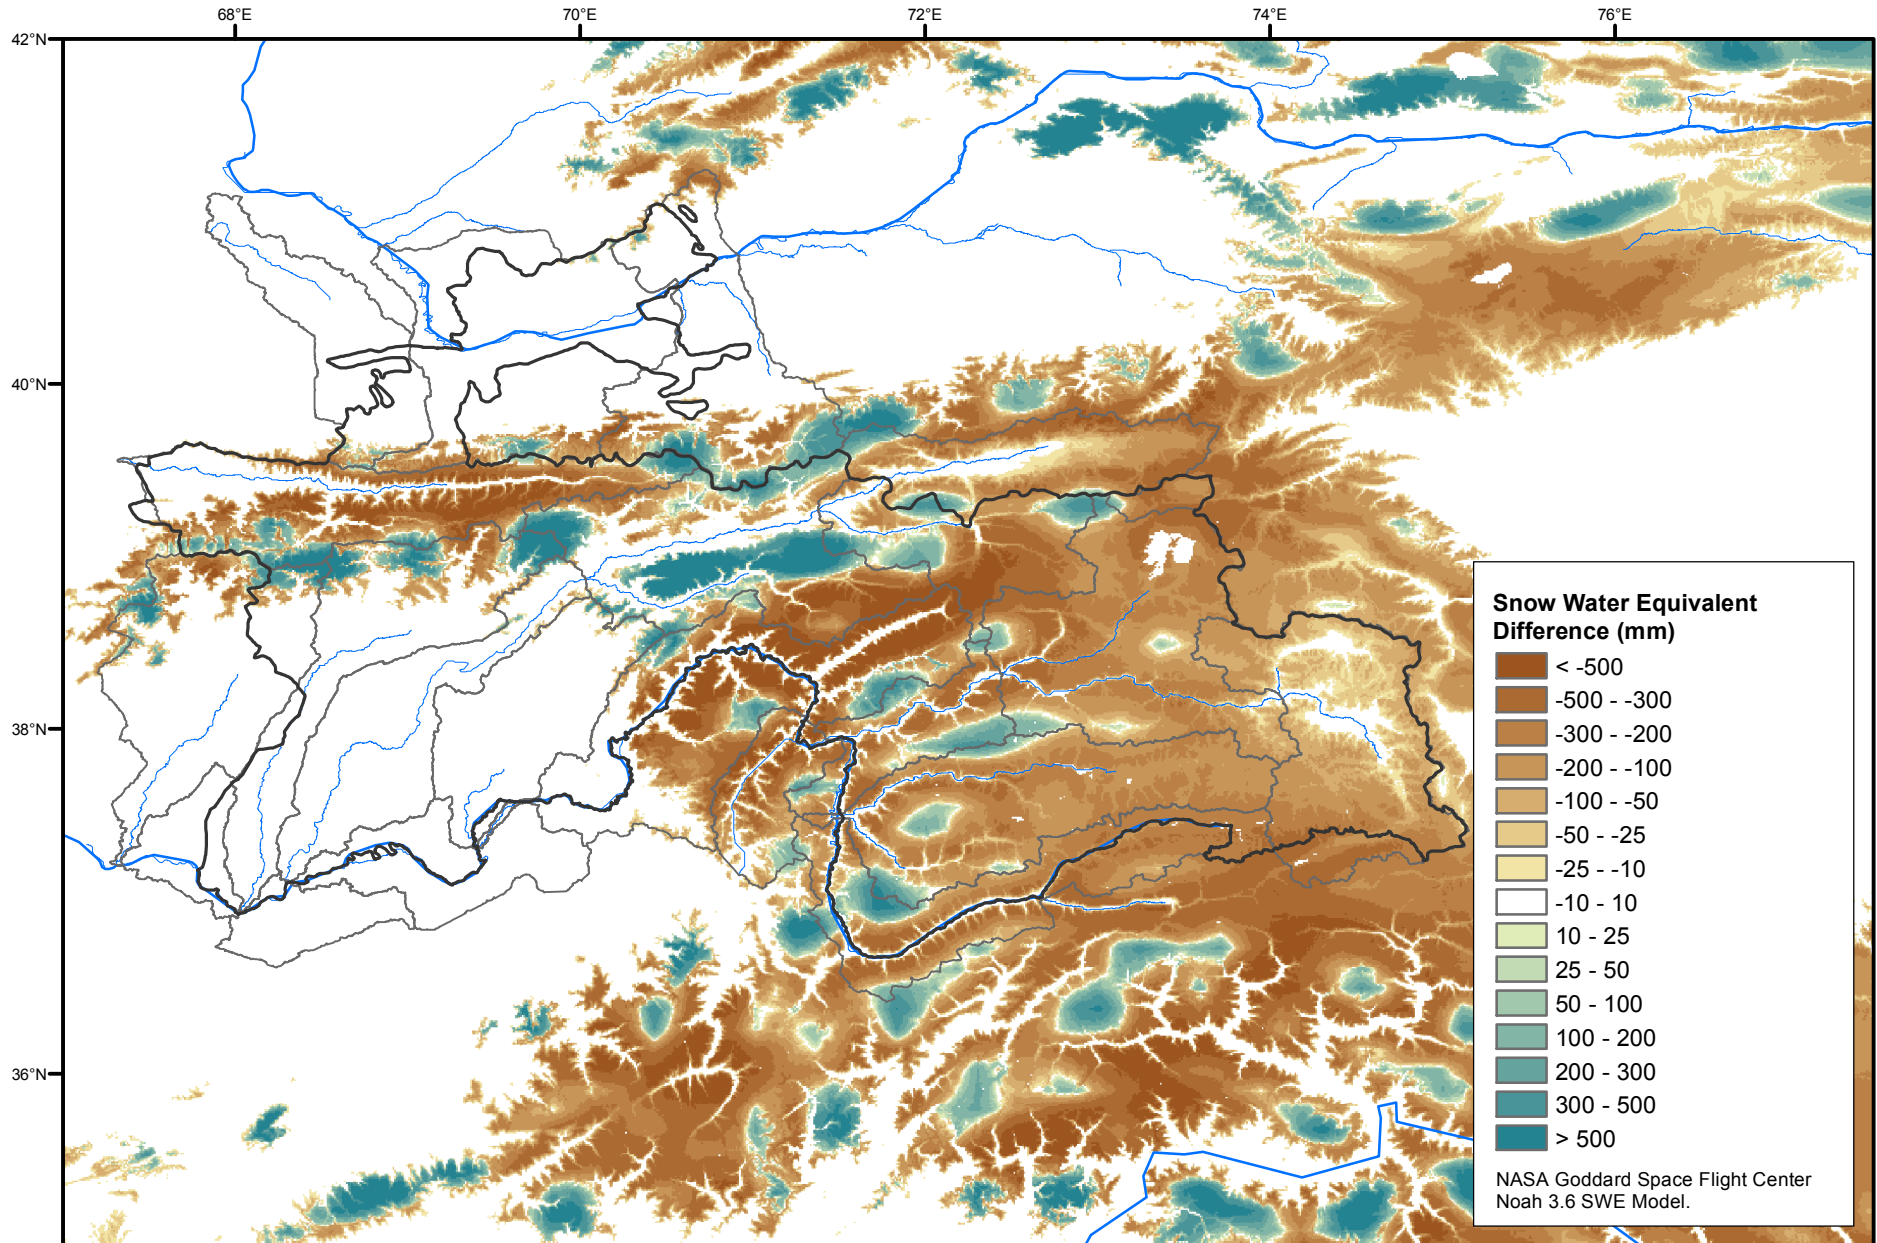 68°E 70°E 72°E 74°E 76°E
42°N
40°N
38°N
36°N
Snow Water Equivalent
Difference (mm)
< -500
-500 - -300
-300 - -200
-200 - -100
-100 - -50
-50 - -25
-25 - -10
-10 - 10
10 - 25
25 - 50
50 - 100
100 - 200
200 - 300
300 - 500
> 500
NASA Goddard Space Flight Center
Noah 3.6 SWE Model.